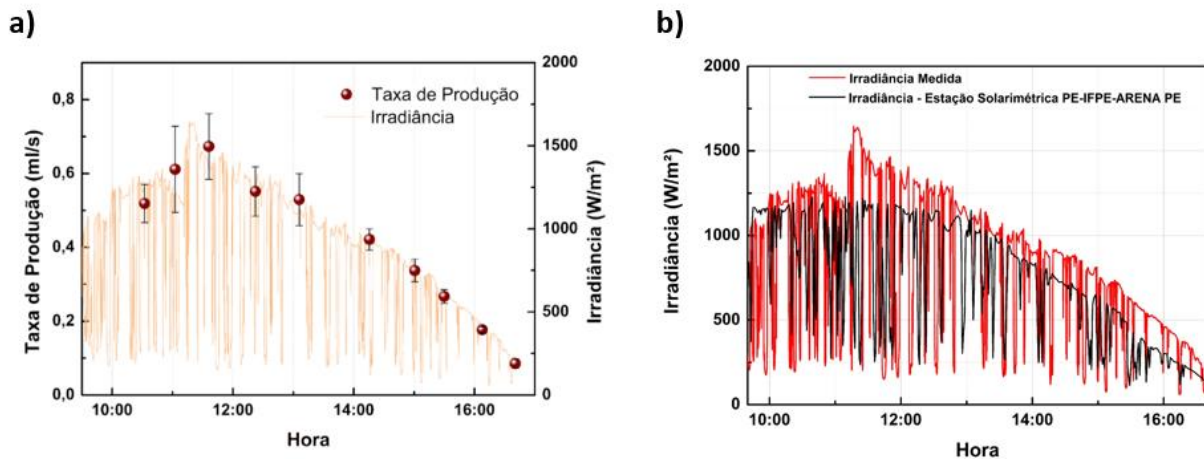 a)
Taxa de Produção (ml/s)
0,8
0,6
0,4
0,2
0,0
Taxa de Produção
Irradiância
2000
1500
1000
500
0
Irradiância (W/m²)
10:00 12:00 14:00 16:00
Hora
b)
Irradiância (W/m²)
2000
1500
1000
500
0
Irradiância Medida
Irradiância - Estação Solarimétrica PE-IFPE-ARENA PE
10:00 12:00 14:00 16:00
Hora